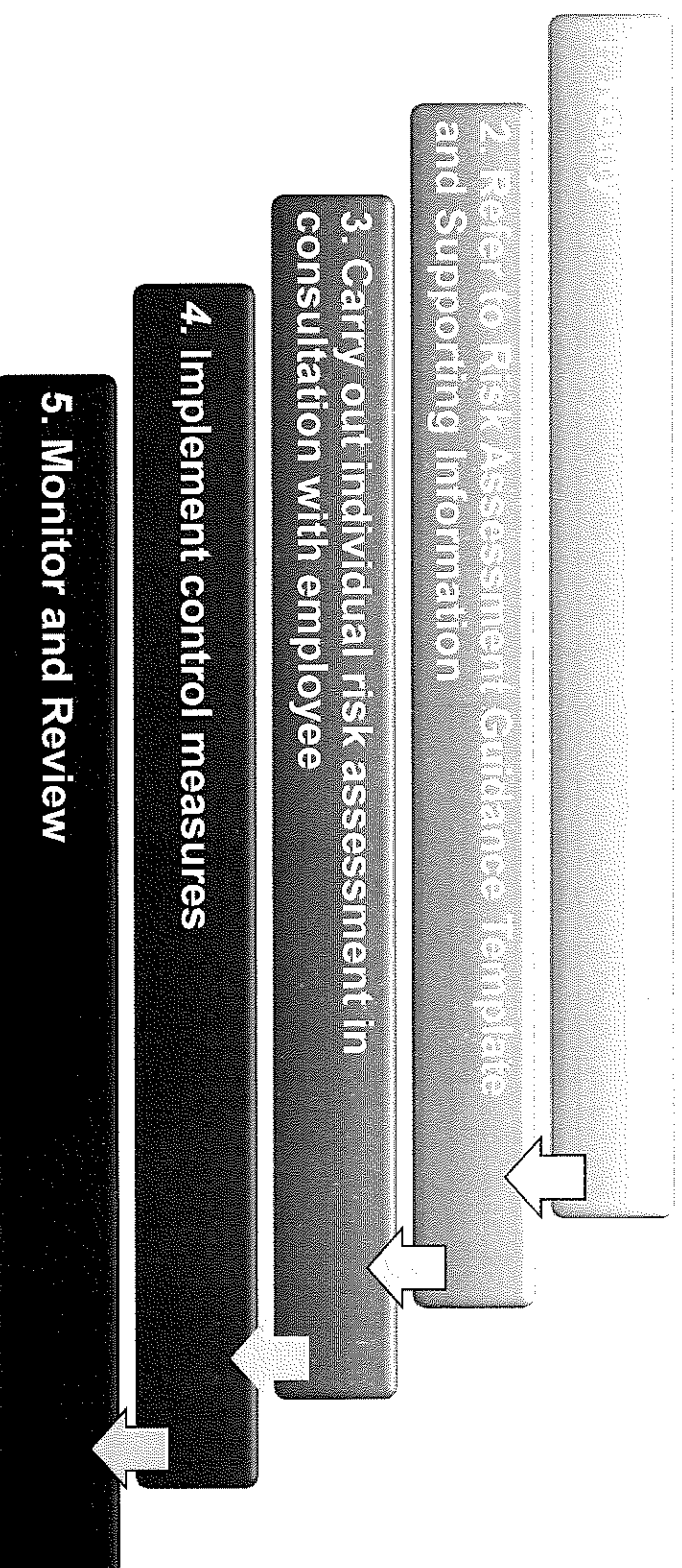 2. Refer to Risk Assessment Guidance Template
and Supporting Information
3. Carry out individual risk assessment in
consultation with employee
4. Implement control measures
5. Monitor and Review